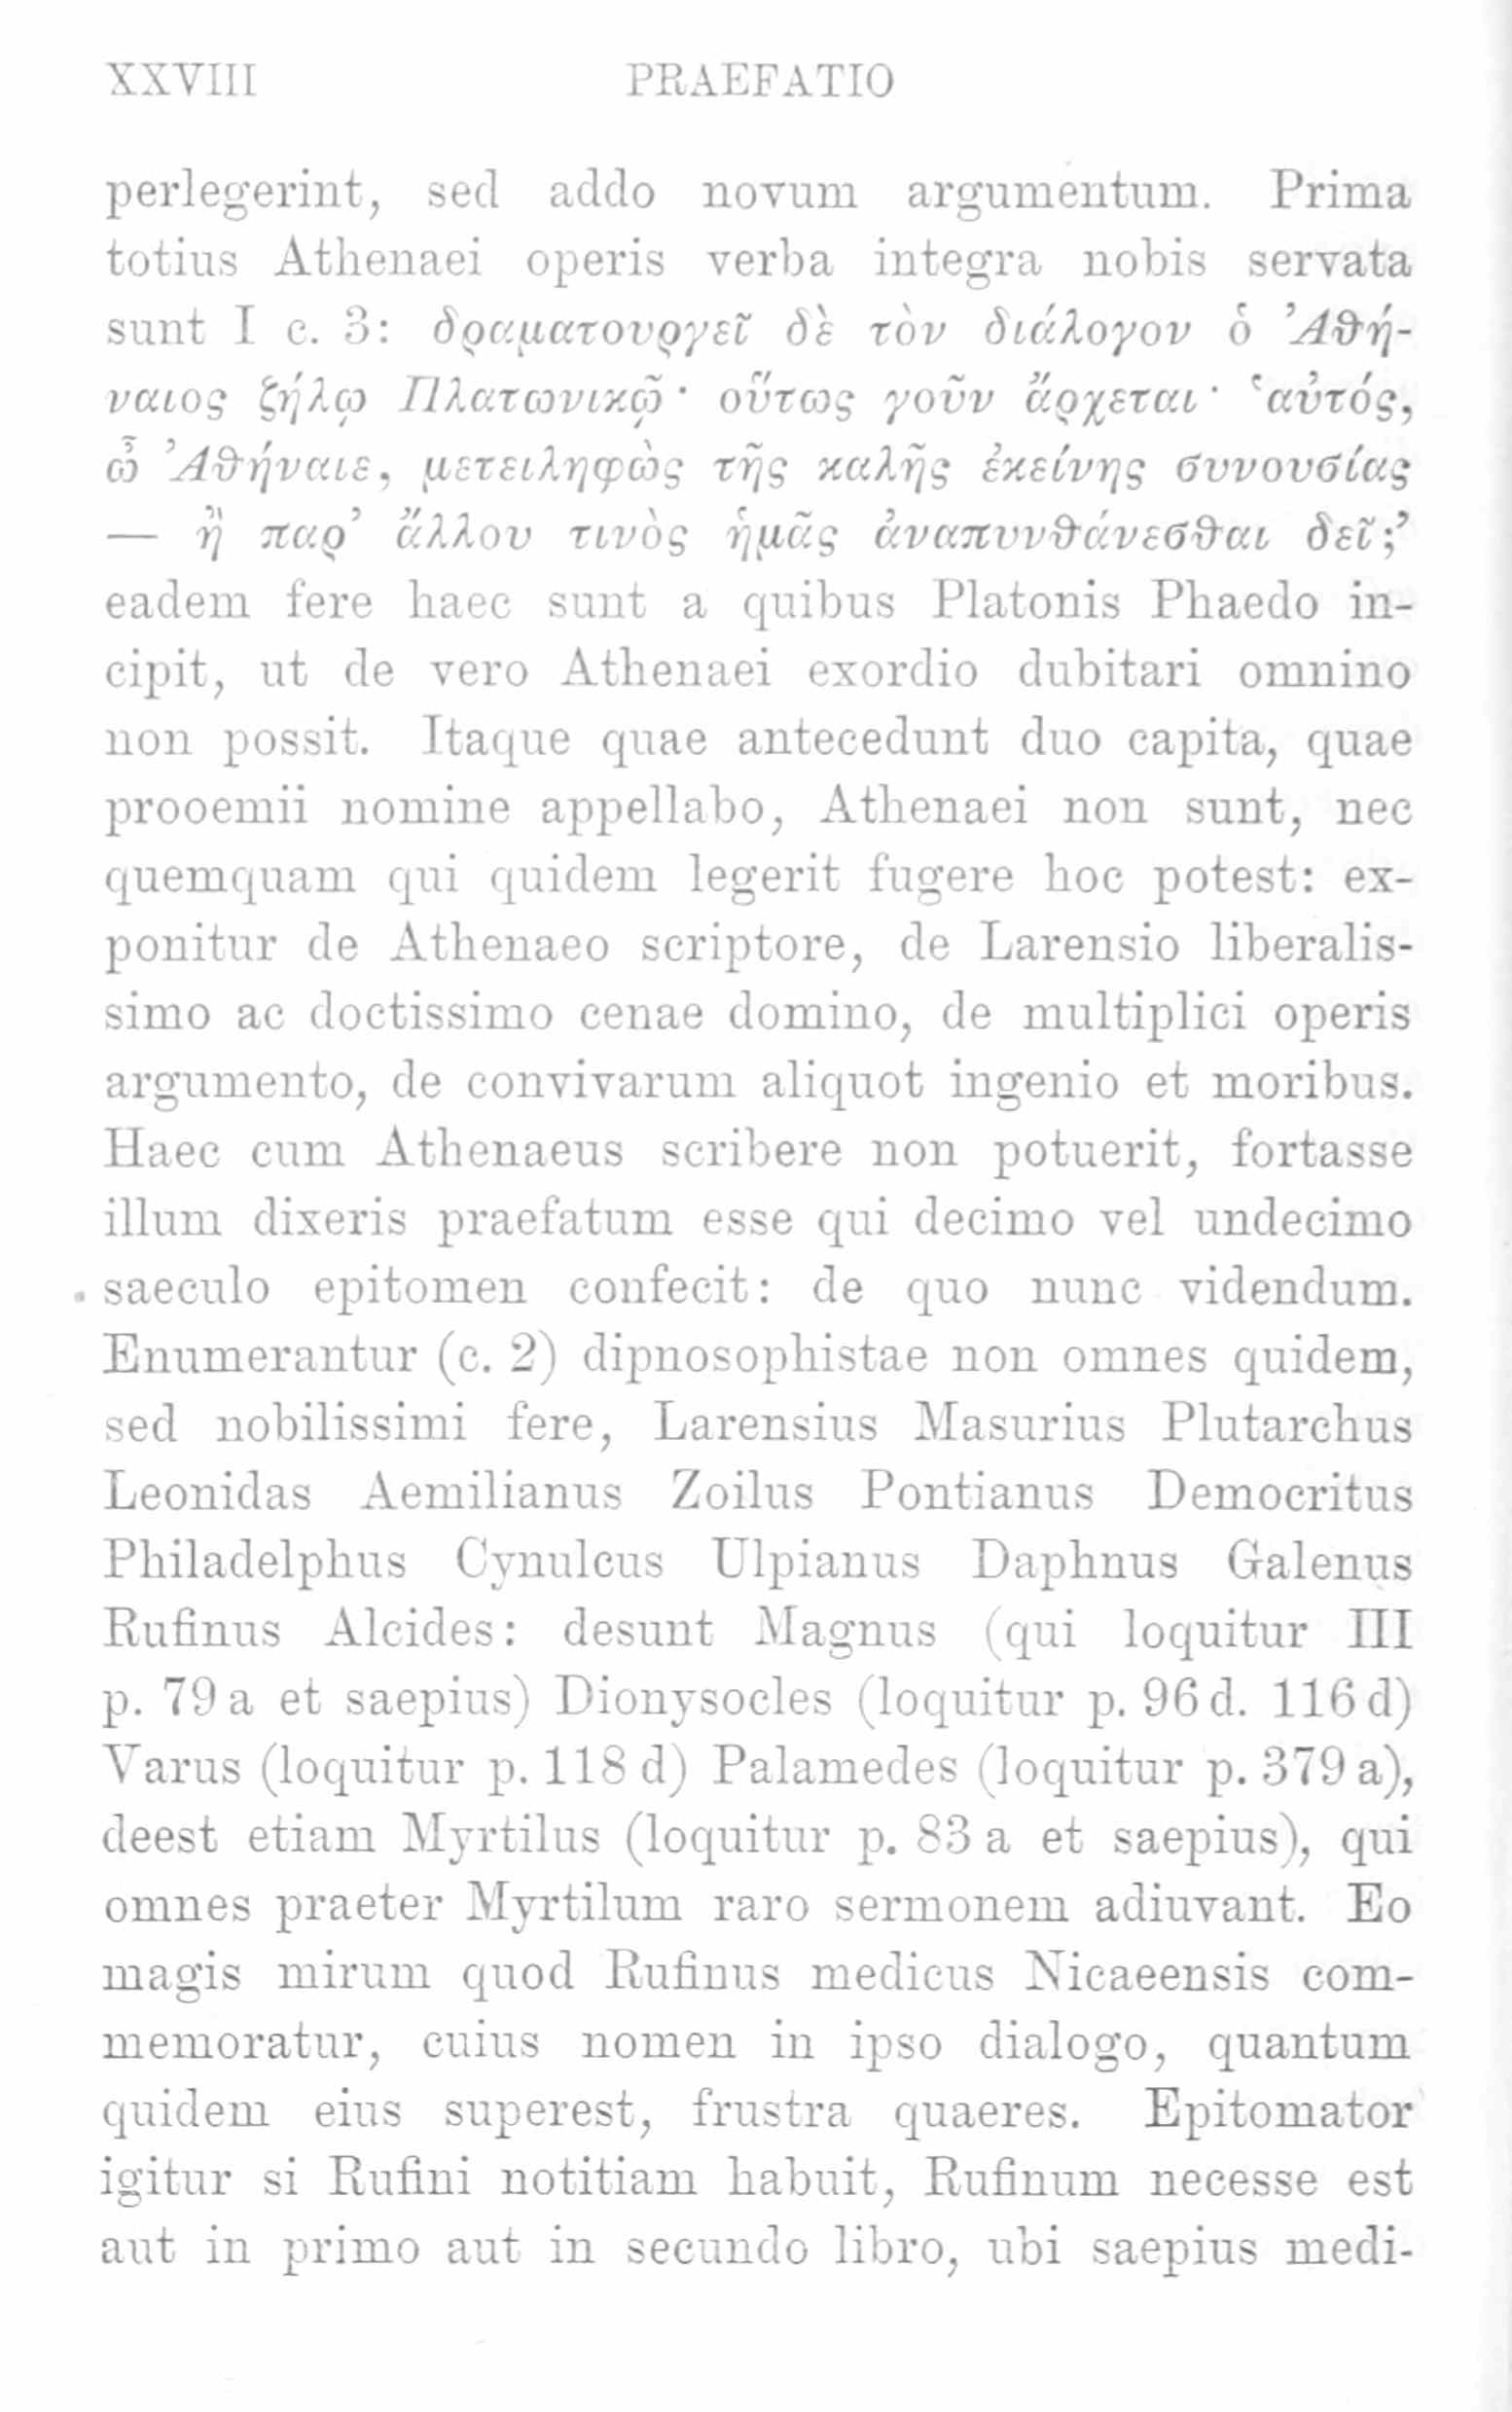 XXVIII PRAEFATIO
perlegerint, sed addo novum argumentum. Prima
totius Athenaei operis verba integra nobis servata
sunt I c. 3: δραματουργεῖ δὲ τὸν διάλογον ὁ Ἀθή-
ναιος ζήλῳ Πλατωνικῷ· οὕτως γοῦν ἄρχεται· ‘αὐτός,
ὦ Ἀθήναιε, μετειληφὼς τῆς καλῆς ἐκείνης συνουσίας
— ἢ παρ’ ἄλλου τινὸς ἡμᾶς ἀναπυνθάνεσθαι δεῖ;’
eadem fere haec sunt a quibus Platonis Phaedo in-
cipit, ut de vero Athenaei exordio dubitari omnino
non possit. Itaque quae antecedunt duo capita, quae
prooemii nomine appellabo, Athenaei non sunt, nec
quemquam qui quidem legerit fugere hoc potest: ex-
ponitur de Athenaeo scriptore, de Larensio liberalis-
simo ac doctissimo cenae domino, de multiplici operis
argumento, de convivarum aliquot ingenio et moribus.
Haec cum Athenaeus scribere non potuerit, fortasse
illum dixeris praefatum esse qui decimo vel undecimo
saeculo epitomen confecit: de quo nunc videndum.
Enumerantur (c. 2) dipnosophistae non omnes quidem,
sed nobilissimi fere, Larensius Masurius Plutarchus
Leonidas Aemilianus Zoilus Pontianus Democritus
Philadelphus Cynulcus Ulpianus Daphnus Galenus
Rufinus Alcides: desunt Magnus (qui loquitur III
p. 79 a et saepius) Dionysocles (loquitur p. 96 d. 116 d)
Varus (loquitur p. 118 d) Palamedes (loquitur p. 379 a),
deest etiam Myrtilus (loquitur p. 83 a et saepius), qui
omnes praeter Myrtilum raro sermonem adiuvant. Eo
magis mirum quod Rufinus medicus Nicaeensis com-
memoratur, cuius nomen in ipso dialogo, quantum
quidem eius superest, frustra quaeres. Epitomator
igitur si Rufini notitiam habuit, Rufinum necesse est
aut in primo aut in secundo libro, ubi saepius medi-